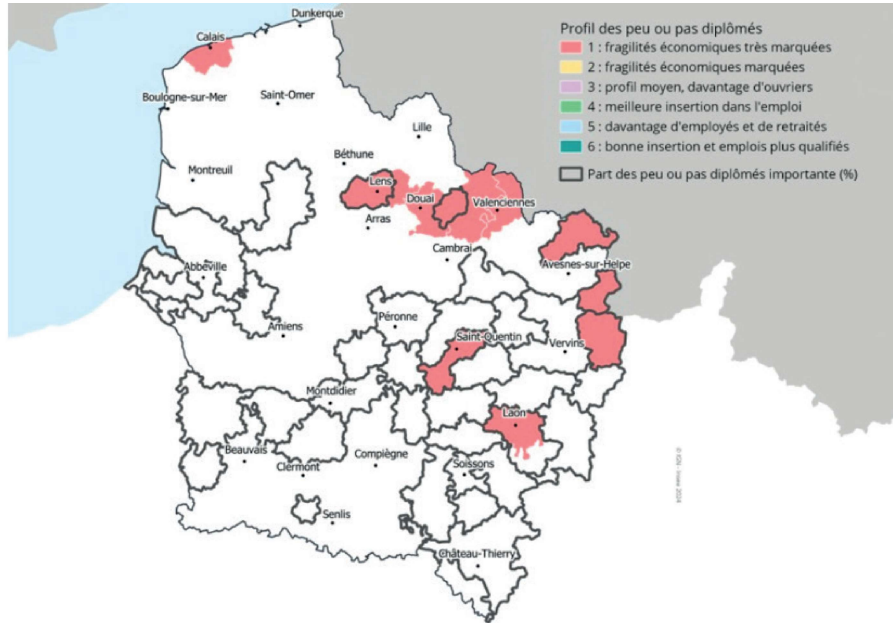 Dunkerque
Calais
Boulogne-sur-Mer
Saint-Omer
Lille
Béthune
Montreuil
Lens
Douai
Valenciennes
Arras
Cambrai
Avesnes-sur-Helpe
Abbeville
Péronne
Amiens
Saint-Quentin
Vervins
Montdidier
Laon
Beauvais
Compiègne
Clermont
Soissons
Senlis
Château-Thierry
Profil des peu ou pas diplômés
1 : fragilités économiques très marquées
2 : fragilités économiques marquées
3 : profil moyen, davantage d'ouvriers
4 : meilleure insertion dans l'emploi
5 : davantage d'employés et de retraités
6 : bonne insertion et emplois plus qualifiés
Part des peu ou pas diplômés importante (%)
© IGN - Insee 2024